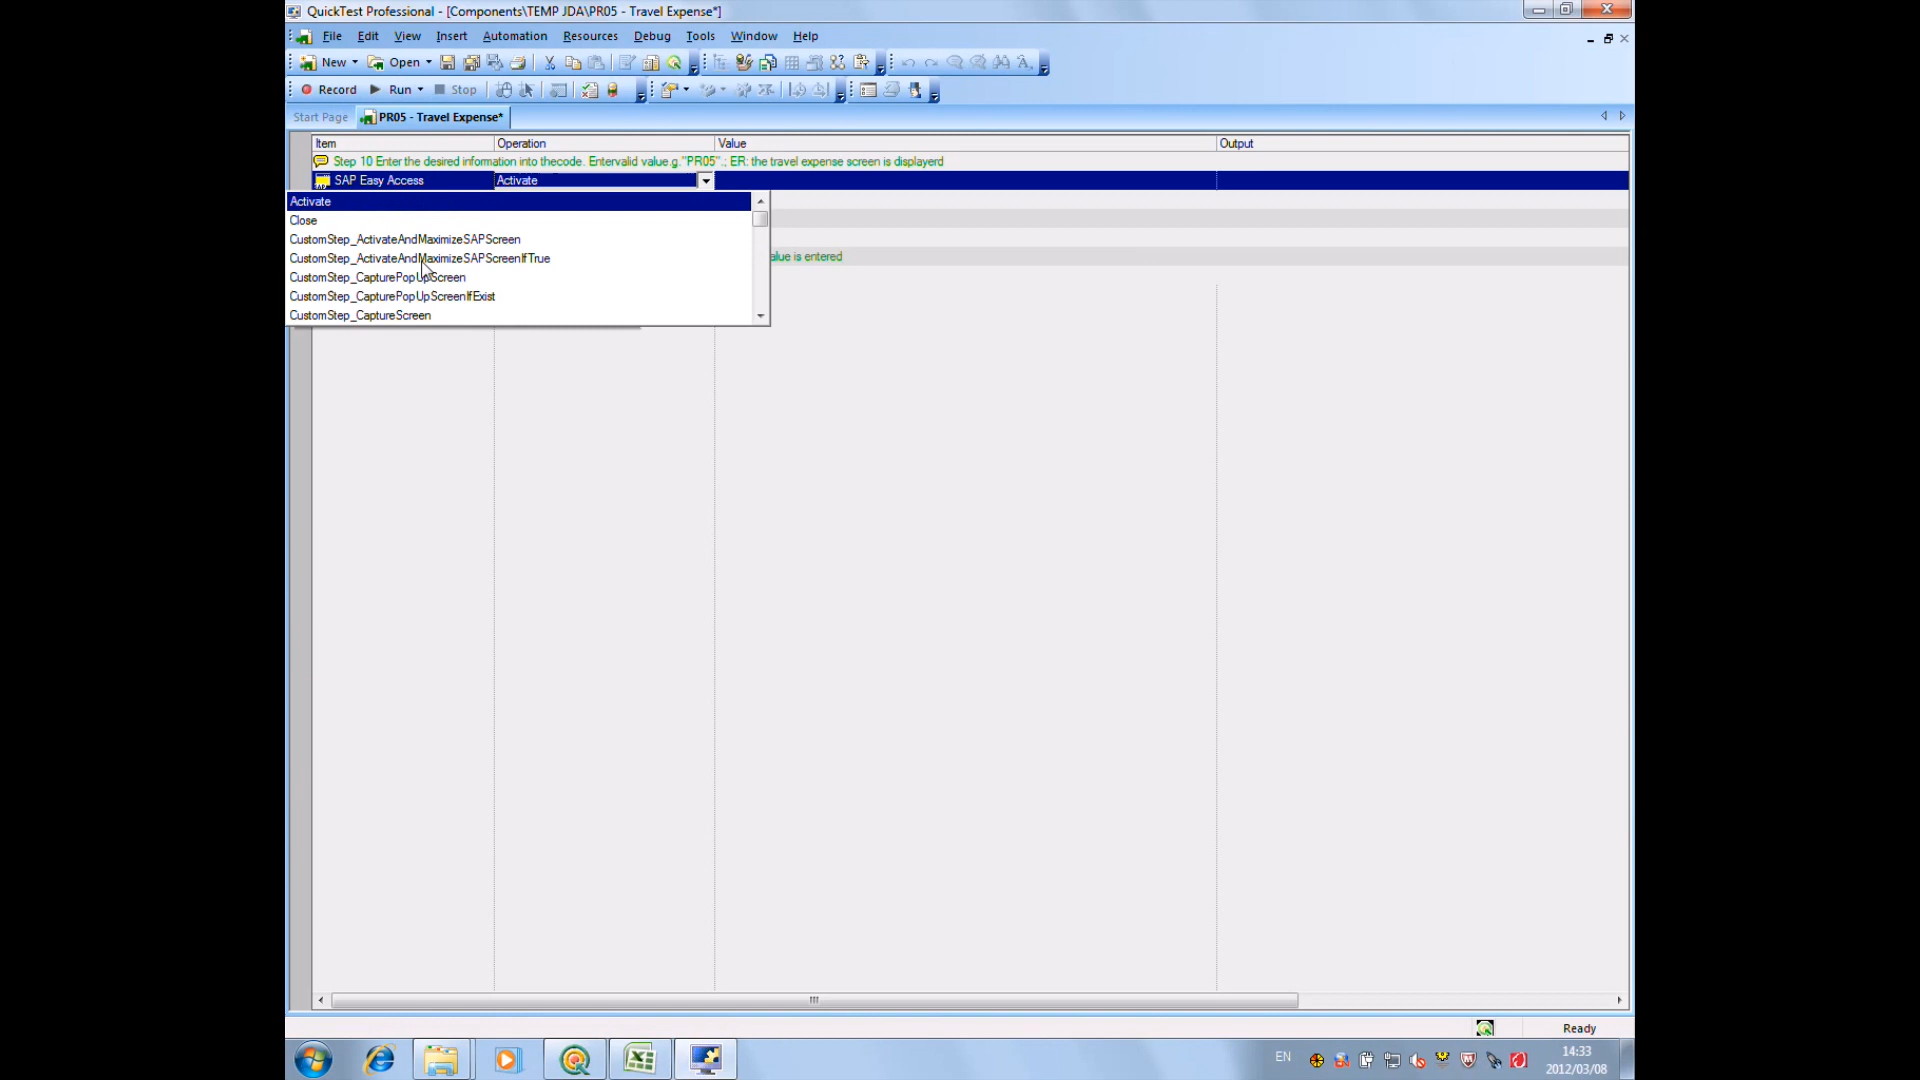 QuickTest Professional - [Components\TEMP JDA\PR05 - Travel Expense*]
File Edit View Insert Automation Resources Debug Tools Window Help
New Open
Record Run Stop
Start Page PR05 - Travel Expense*
Item Operation Value Output
Step 10 Enter the desired information into thecode. Entervalid value.g."PR05".; ER: the travel expense screen is displayerd
SAP Easy Access Activate
Activate
Close
CustomStep_ActivateAndMaximizeSAPScreen
CustomStep_ActivateAndMaximizeSAPScreenIfTrue
alue is entered
CustomStep_CapturePopUpScreen
CustomStep_CapturePopUpScreenIfExist
CustomStep_CaptureScreen
Ready
EN
14:33
2012/03/08